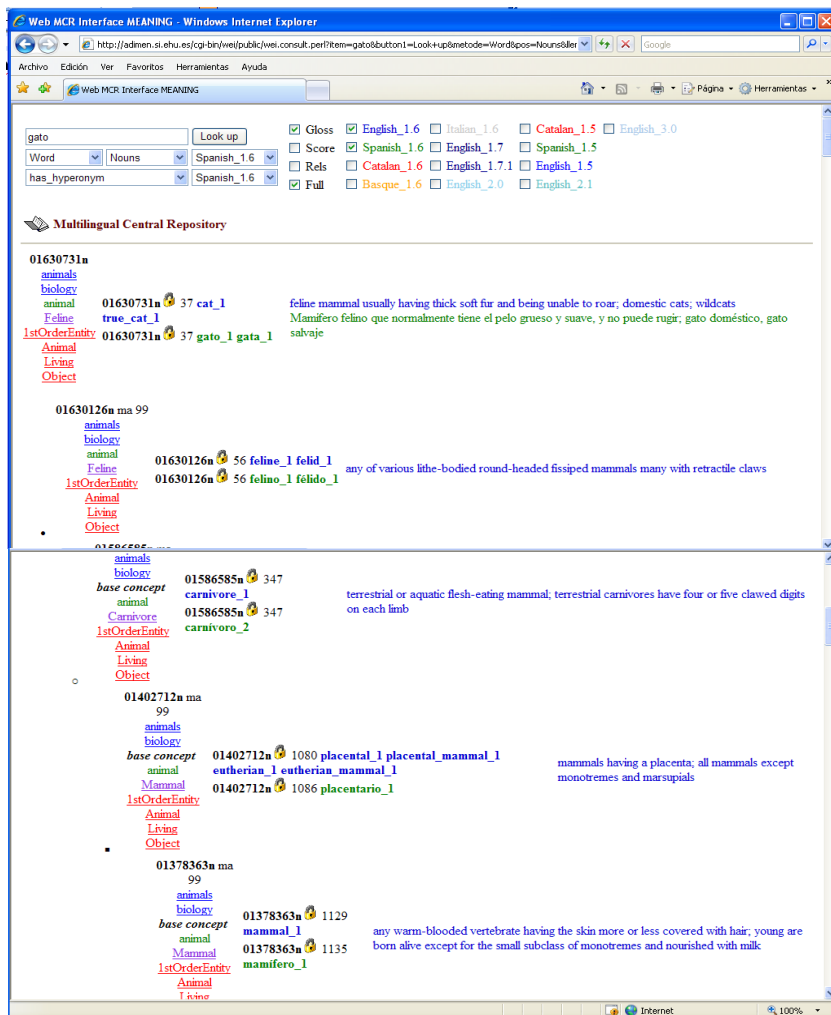 Web MCR Interface MEANING - Windows Internet Explorer
http://adimen.si.ehu.es/cgi-bin/wei/public/wei.consult.perl?item=gato&button1=Look+up&metode=Word&pos=Nouns&ller
Google
Archivo Edición Ver Favoritos Herramientas Ayuda
Web MCR Interface MEANING
Página Herramientas
gato Look up
Word Nouns Spanish_1.6
has_hyperonym Spanish_1.6
Gloss English_1.6 Italian_1.6 Catalan_1.5 English_3.0
Score Spanish_1.6 English_1.7 Spanish_1.5
Rels Catalan_1.6 English_1.7.1 English_1.5
Full Basque_1.6 English_2.0 English_2.1
Multilingual Central Repository
01630731n
animals
biology
animal
Feline
1stOrderEntity
Animal
Living
Object
01630731n 37 cat_1
true_cat_1
01630731n 37 gato_1 gata_1
feline mammal usually having thick soft fur and being unable to roar; domestic cats; wildcats
Mamífero felino que normalmente tiene el pelo grueso y suave, y no puede rugir; gato doméstico, gato
salvaje
01630126n ma 99
animals
biology
animal
Feline
1stOrderEntity
Animal
Living
Object
01630126n 56 feline_1 felid_1
01630126n 56 felino_1 félido_1
any of various lithe-bodied round-headed fissiped mammals many with retractile claws
01586585n ma
animals
biology
base concept
animal
Carnivore
1stOrderEntity
Animal
Living
Object
01586585n 347
carnivore_1
01586585n 347
carnívoro_2
terrestrial or aquatic flesh-eating mammal; terrestrial carnivores have four or five clawed digits
on each limb
01402712n ma
99
animals
biology
base concept
animal
Mammal
1stOrderEntity
Animal
Living
Object
01402712n 1080 placental_1 placental_mammal_1
eutherian_1 eutherian_mammal_1
01402712n 1086 placentario_1
mammals having a placenta; all mammals except
monotremes and marsupials
01378363n ma
99
animals
biology
base concept
animal
Mammal
1stOrderEntity
Animal
Living
01378363n 1129
mammal_1
01378363n 1135
mamífero_1
any warm-blooded vertebrate having the skin more or less covered with hair; young are
born alive except for the small subclass of monotremes and nourished with milk
Internet 100%